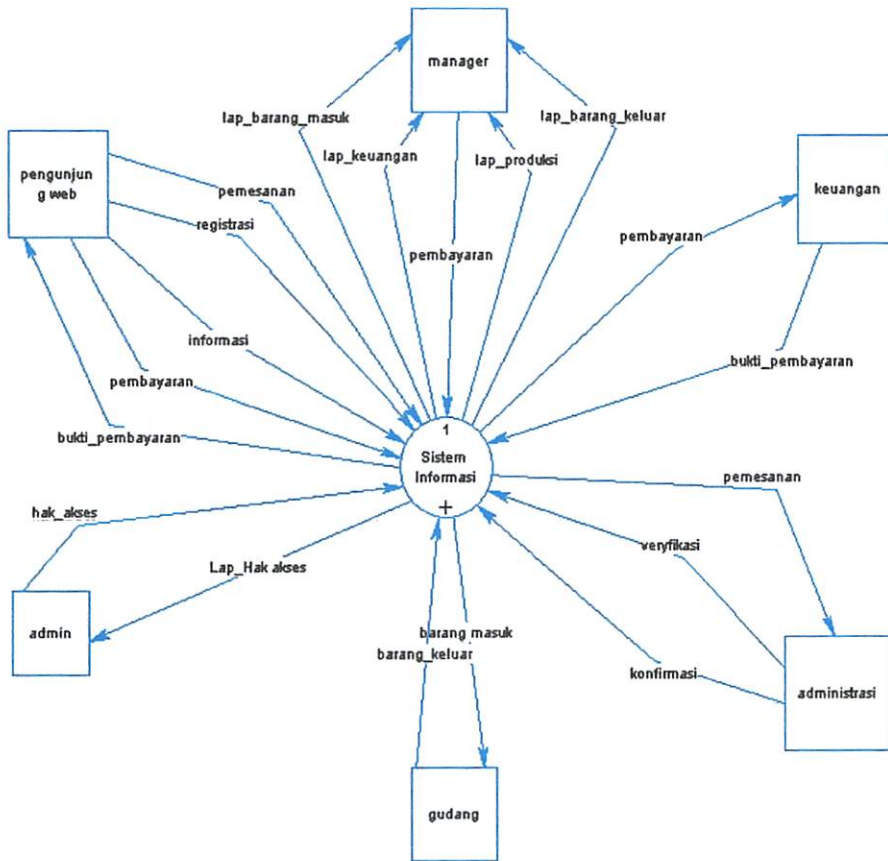 manager
lap_barang_masuk
lap_barang_keluar
lap_keuangan
lap_produksi
pengunjun
g web
pemesanan
registrasi
keuangan
pembayaran
pembayaran
informasi
pembayaran
bukti_pembayaran
bukti_pembayaran
1
Sistem
Informasi
+
pemesanan
hak_akses
veryfikasi
Lap_Hak akses
admin
barang masuk
barang_keluar
konfirmasi
administrasi
gudang